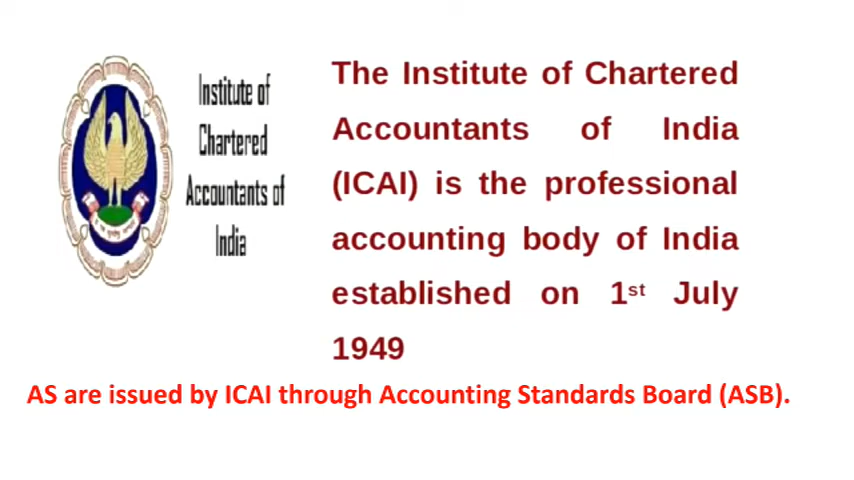 Institute of
Chartered
Accountants of
India
The Institute of Chartered
Accountants of India
(ICAI) is the professional
accounting body of India
established on 1st July
1949
AS are issued by ICAI through Accounting Standards Board (ASB).